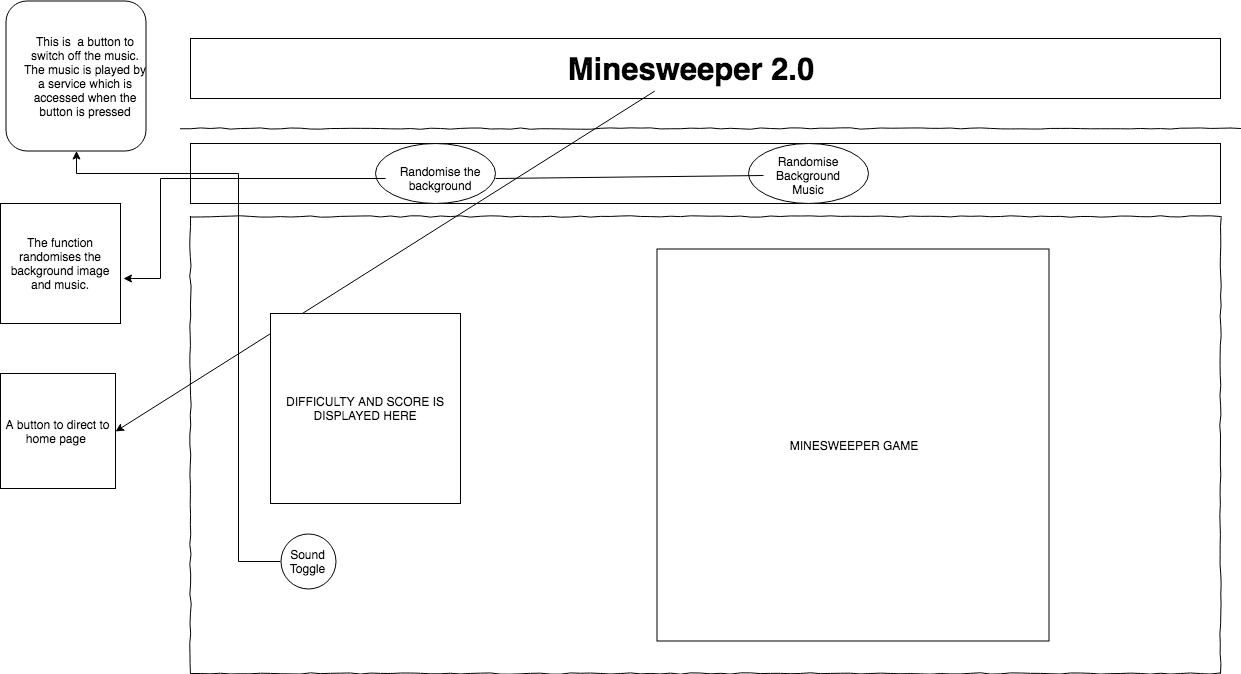 This is a button to
switch off the music.
The music is played by
a service which is
accessed when the
button is pressed
Minesweeper 2.0
Randomise the
background
Randomise
Background
Music
The function
randomises the
background image
and music.
A button to direct to
home page
DIFFICULTY AND SCORE IS
DISPLAYED HERE
MINESWEEPER GAME
Sound
Toggle